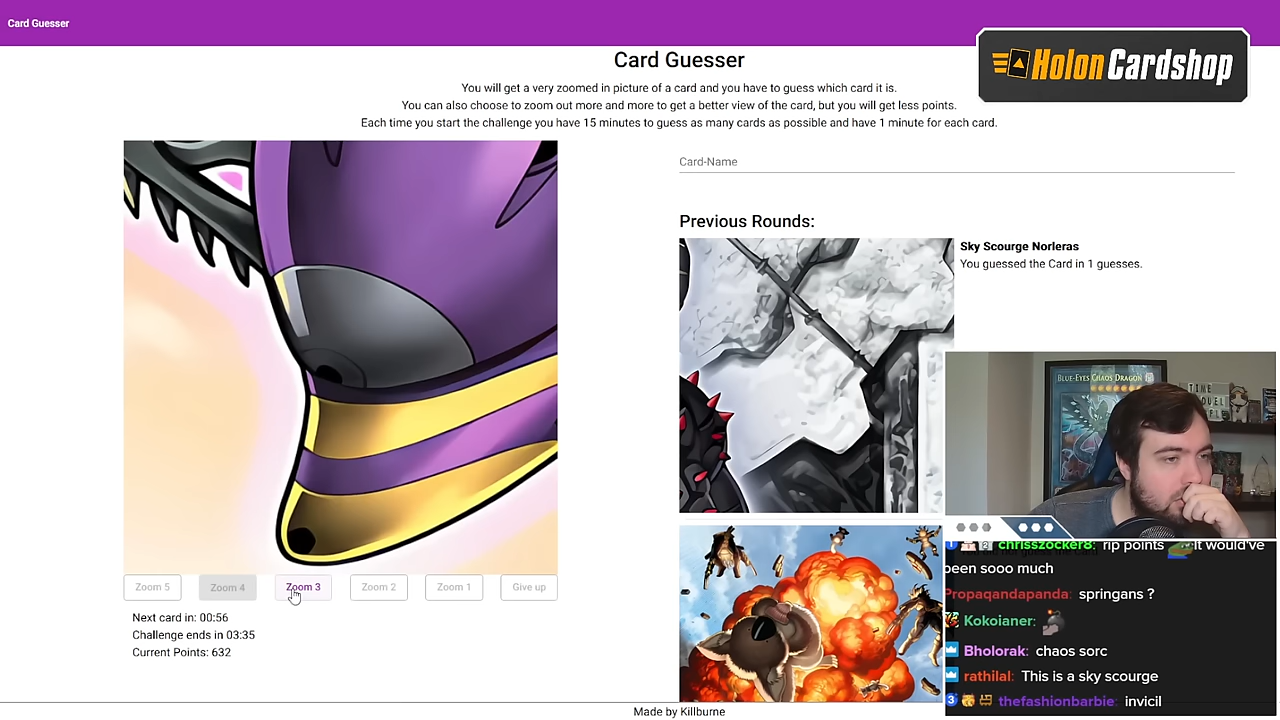 Card Guesser
Card Guesser
HolonCardshop
You will get a very zoomed in picture of a card and you have to guess which card it is.
You can also choose to zoom out more and more to get a better view of the card, but you will get less points.
Each time you start the challenge you have 15 minutes to guess as many cards as possible and have 1 minute for each card.
Card-Name
Previous Rounds:
Sky Scourge Norleras
You guessed the Card in 1 guesses.
BLUE-EYES CHAOS DRAGON
Zoom 5
Zoom 4
Zoom 3
Zoom 2
Zoom 1
Give up
Next card in: 00:56
Challenge ends in 03:35
Current Points: 632
chrisszocker8: rip points It would've
been sooo much
Propaqandapanda: springans ?
Kokoianer:
Bholorak: chaos sorc
rathilal: This is a sky scourge
thefashionbarbie: invicil
Made by Killburne